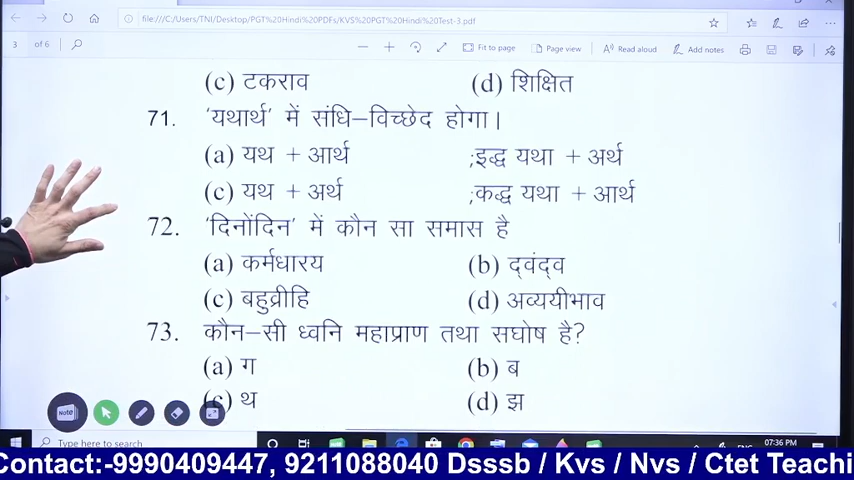 file:///C:/Users/TNI/Desktop/PGT%20Hindi%20PDFs/KVS%20PGT%20Hindi%20Test-3.pdf
3 of 6 Fit to page Page view Read aloud Add notes
(c) टकराव (d) शिक्षित
71. 'यथार्थ' में संधि–विच्छेद होगा।
(a) यथ + आर्थ ;इद्ध यथा + अर्थ
(c) यथ + अर्थ ;कद्ध यथा + आर्थ
72. 'दिनोंदिन' में कौन सा समास है
(a) कर्मधारय (b) द्वंद्व
(c) बहुव्रीहि (d) अव्ययीभाव
73. कौन–सी ध्वनि महाप्राण तथा सघोष है?
(a) ग (b) ब
(c) थ (d) झ
Note
Type here to search ENG 07:36 PM
Contact:-9990409447, 9211088040 Dsssb / Kvs / Nvs / Ctet Teachi